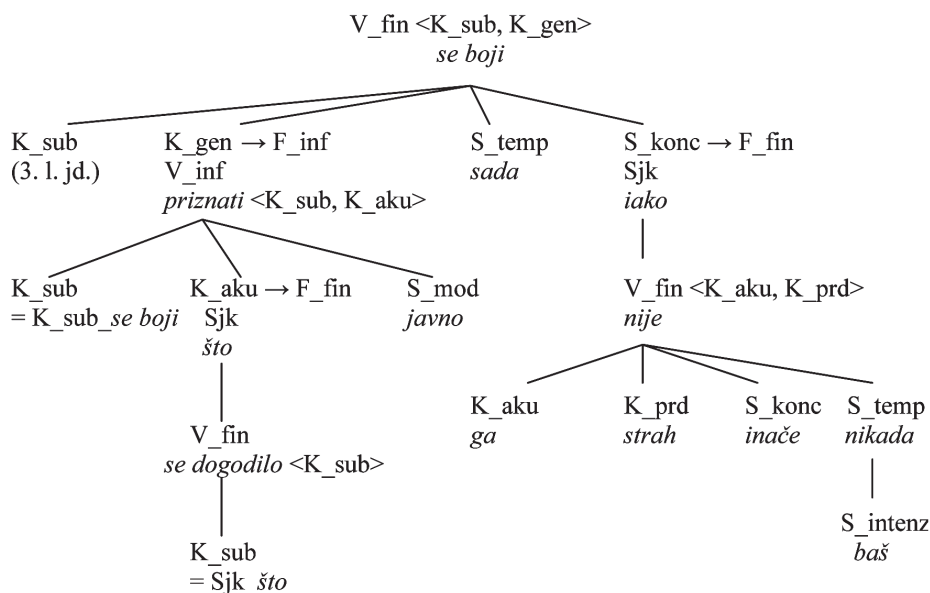 V_fin <K_sub, K_gen>
se boji
K_sub
(3. l. jd.)
K_gen → F_inf
V_inf
priznati <K_sub, K_aku>
S_temp
sada
S_konc → F_fin
Sjk
iako
K_sub
= K_sub_se boji
K_aku → F_fin
Sjk
što
S_mod
javno
V_fin <K_aku, K_prd>
nije
V_fin
se dogodilo <K_sub>
K_sub
= Sjk što
K_aku
ga
K_prd
strah
S_konc
inače
S_temp
nikada
S_intenz
baš